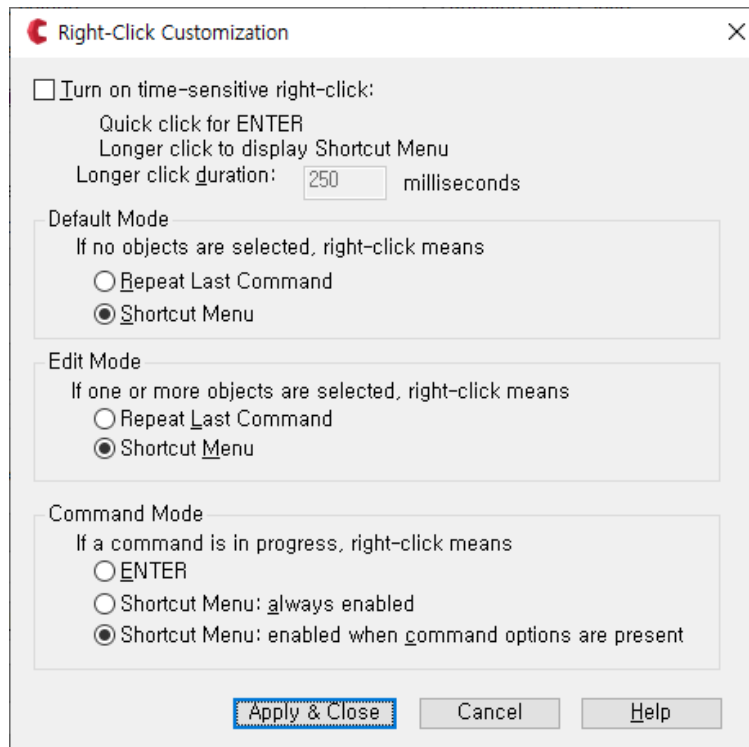 Right-Click Customization
Turn on time-sensitive right-click:
Quick click for ENTER
Longer click to display Shortcut Menu
Longer click duration: 250 milliseconds
Default Mode
If no objects are selected, right-click means
Repeat Last Command
Shortcut Menu
Edit Mode
If one or more objects are selected, right-click means
Repeat Last Command
Shortcut Menu
Command Mode
If a command is in progress, right-click means
ENTER
Shortcut Menu: always enabled
Shortcut Menu: enabled when command options are present
Apply & Close Cancel Help